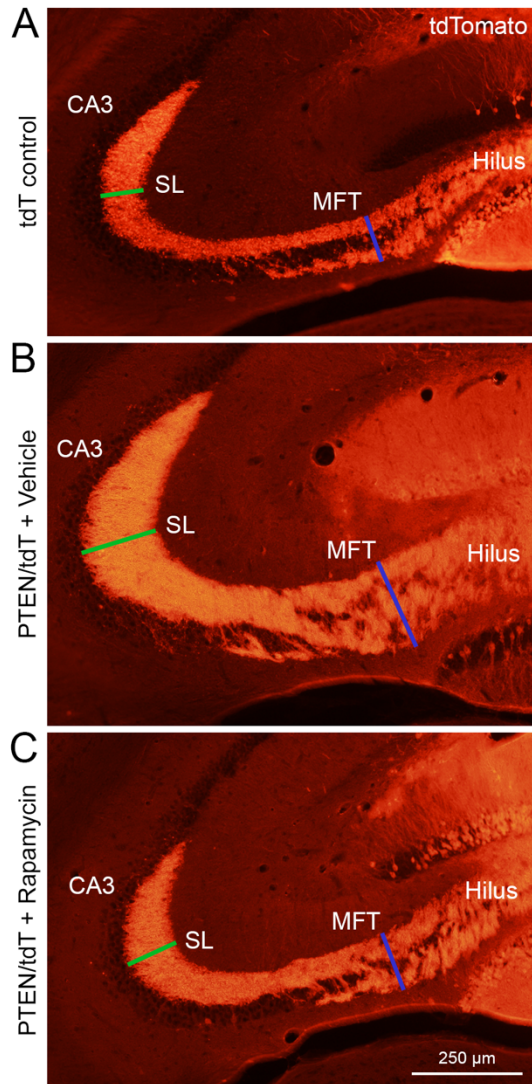 A
tdTomato
CA3
SL
Hilus
MFT
tdT control
B
CA3
SL
MFT
Hilus
PTEN/tdT + Vehicle
C
CA3
SL
MFT
Hilus
PTEN/tdT + Rapamycin
250 µm